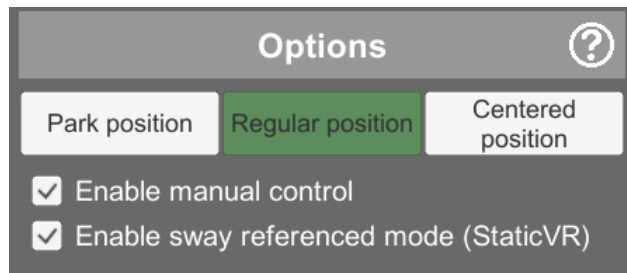 Options
?
Park position
Regular position
Centered
position
Enable manual control
Enable sway referenced mode (StaticVR)